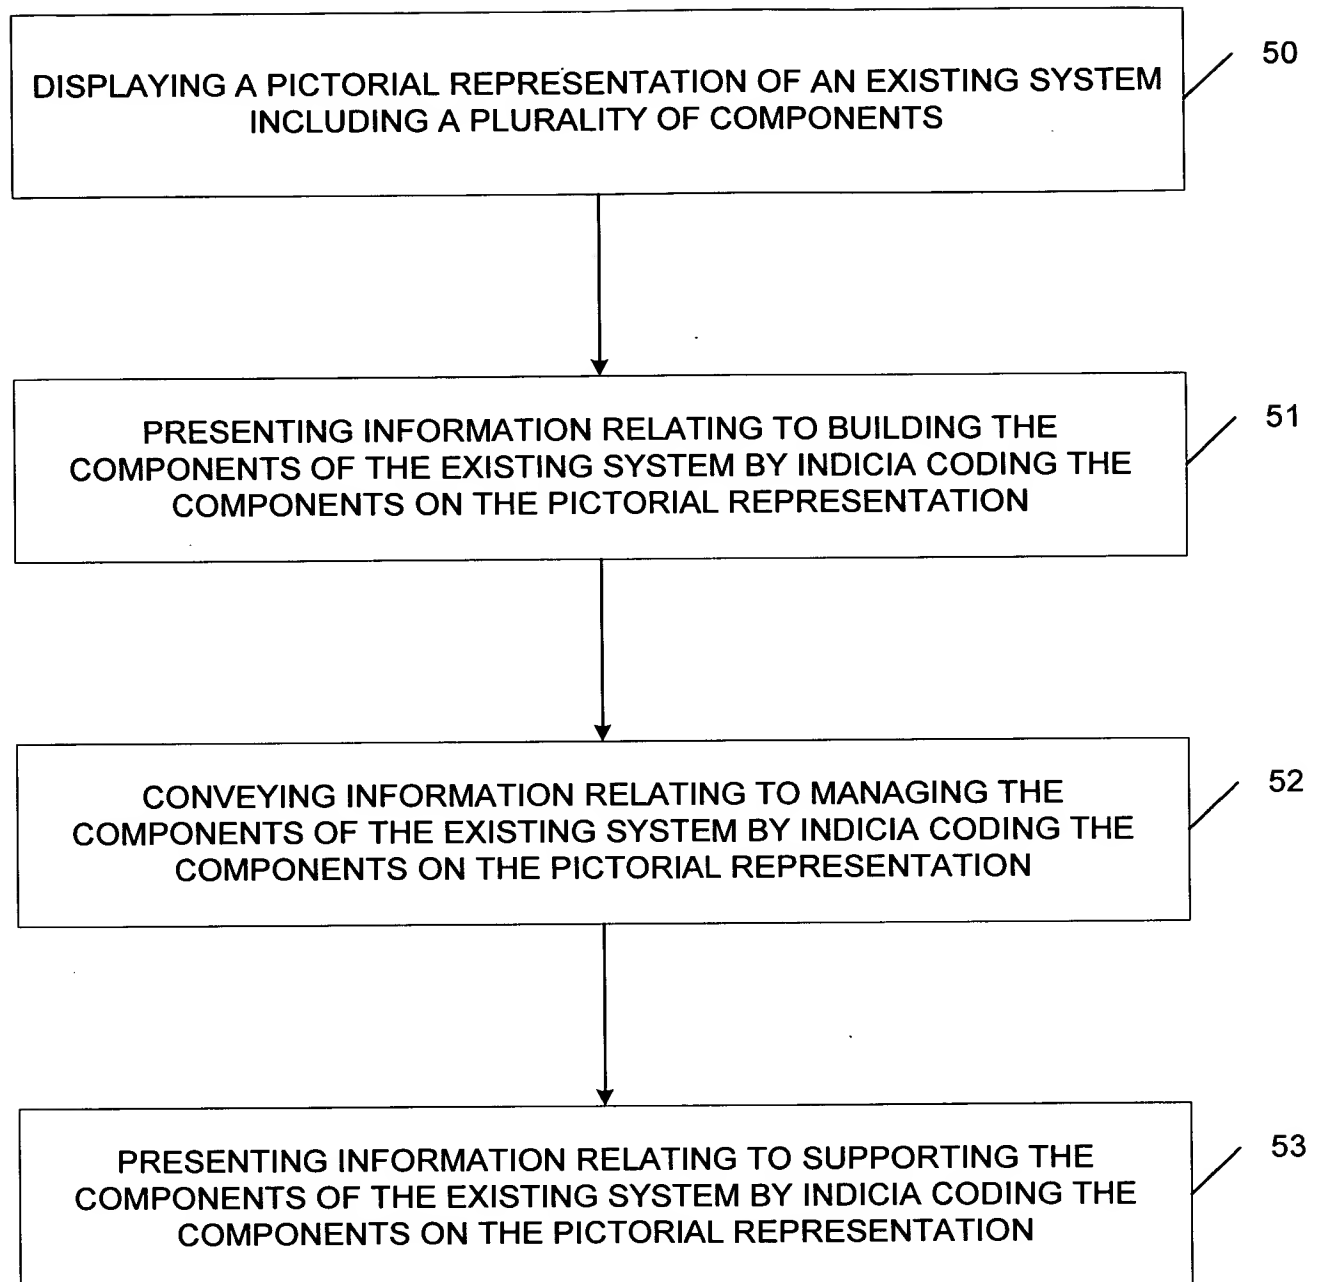 50
DISPLAYING A PICTORIAL REPRESENTATION OF AN EXISTING SYSTEM
INCLUDING A PLURALITY OF COMPONENTS
51
PRESENTING INFORMATION RELATING TO BUILDING THE
COMPONENTS OF THE EXISTING SYSTEM BY INDICIA CODING THE
COMPONENTS ON THE PICTORIAL REPRESENTATION
52
CONVEYING INFORMATION RELATING TO MANAGING THE
COMPONENTS OF THE EXISTING SYSTEM BY INDICIA CODING THE
COMPONENTS ON THE PICTORIAL REPRESENTATION
53
PRESENTING INFORMATION RELATING TO SUPPORTING THE
COMPONENTS OF THE EXISTING SYSTEM BY INDICIA CODING THE
COMPONENTS ON THE PICTORIAL REPRESENTATION